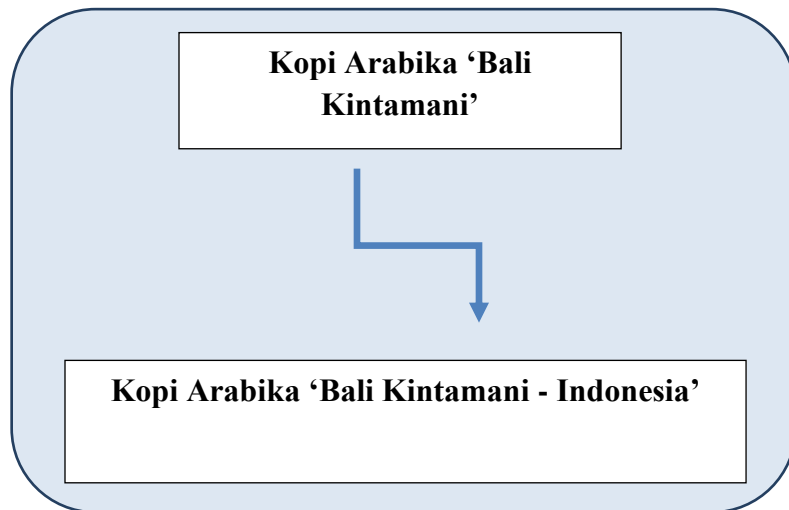 Kopi Arabika ‘Bali
Kintamani’
Kopi Arabika ‘Bali Kintamani - Indonesia’